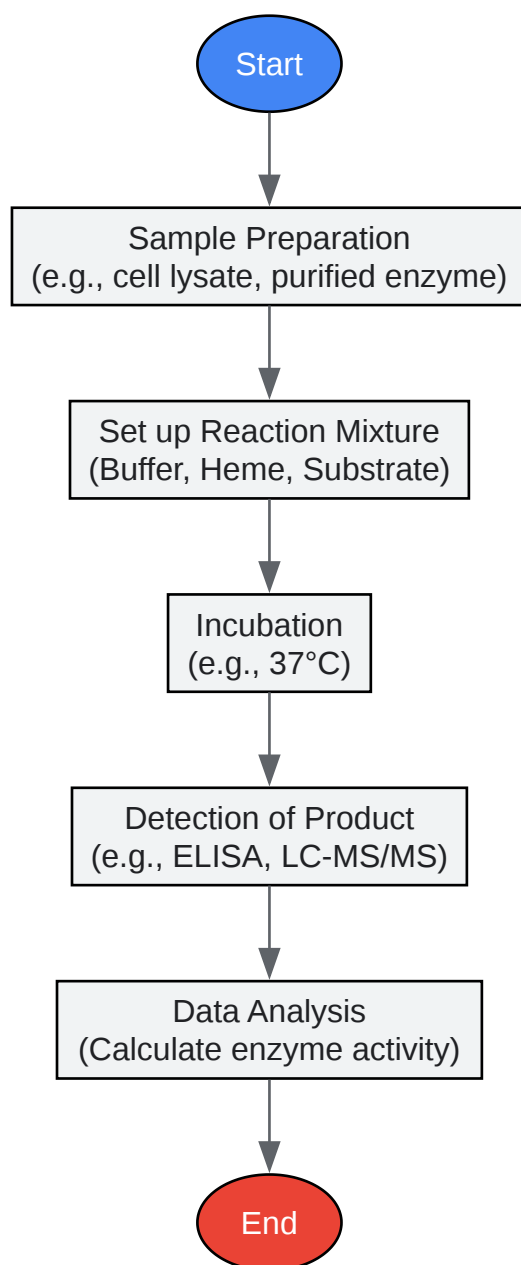 Start
Sample Preparation
(e.g., cell lysate, purified enzyme)
Set up Reaction Mixture
(Buffer, Heme, Substrate)
Incubation
(e.g., 37°C)
Detection of Product
(e.g., ELISA, LC-MS/MS)
Data Analysis
(Calculate enzyme activity)
End